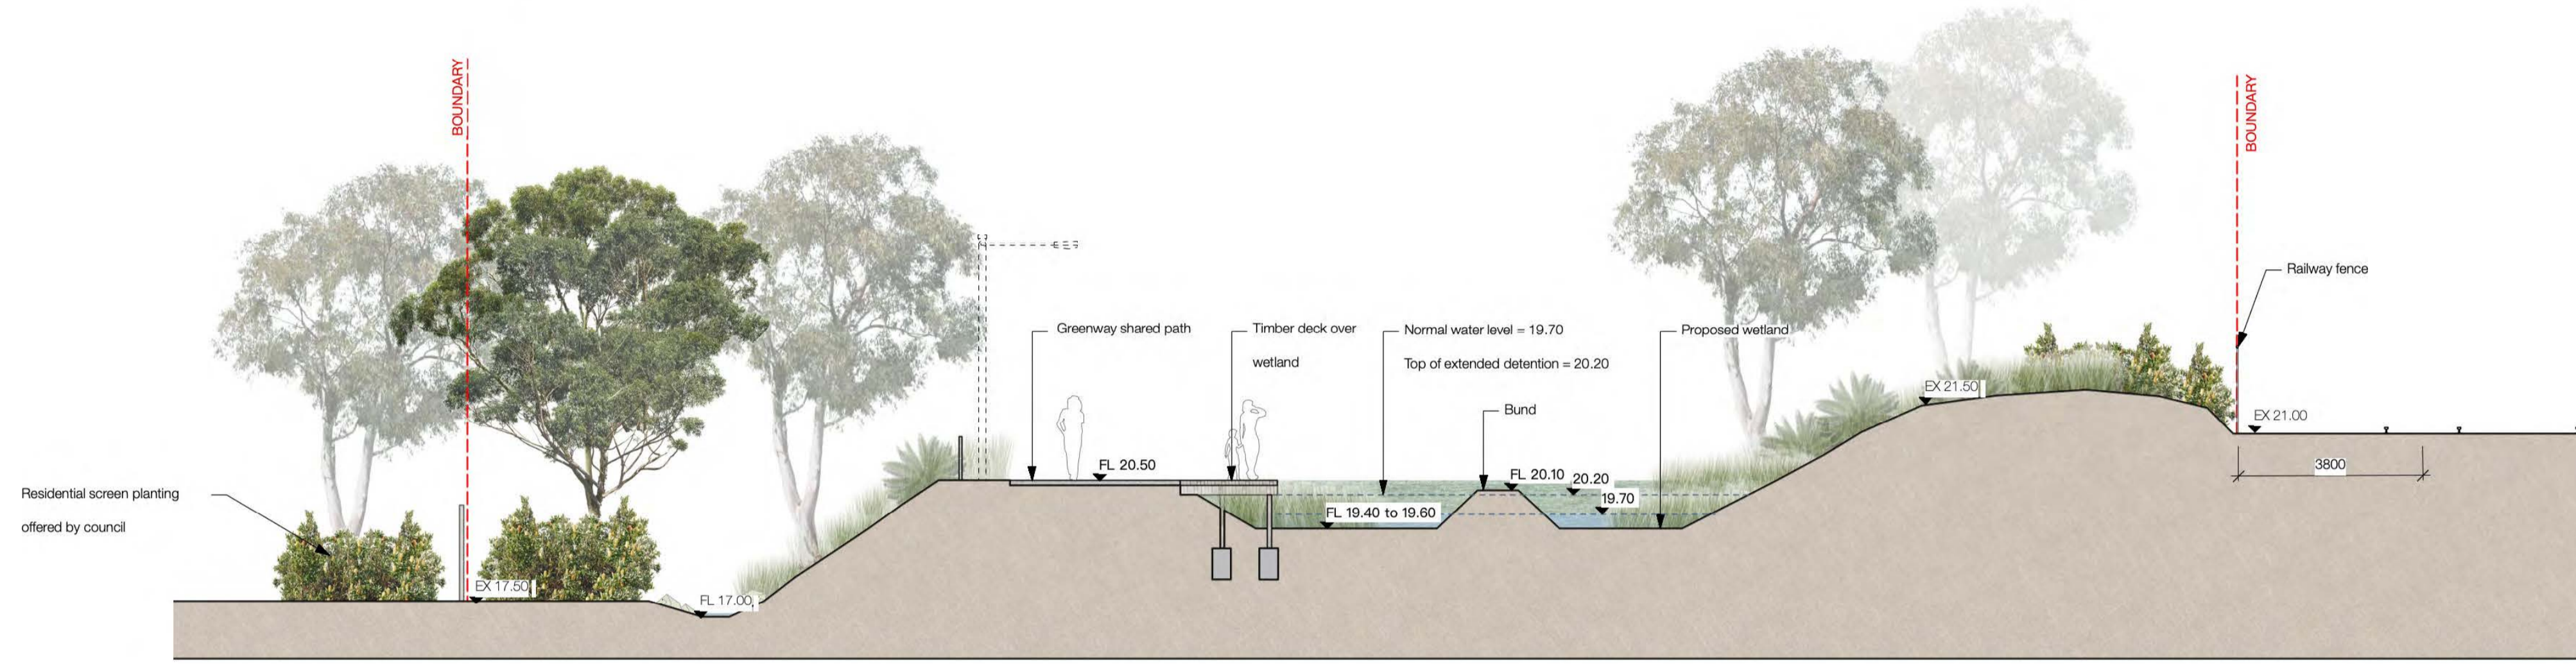 BOUNDARY
BOUNDARY
Railway fence
Greenway shared path
Timber deck over
wetland
Normal water level = 19.70
Top of extended detention = 20.20
Proposed wetland
Bund
EX 21.50
EX 21.00
FL 20.50
3800
FL 20.10
20.20
19.70
FL 19.40 to 19.60
Residential screen planting
offered by council
EX 17.50
FL 17.00